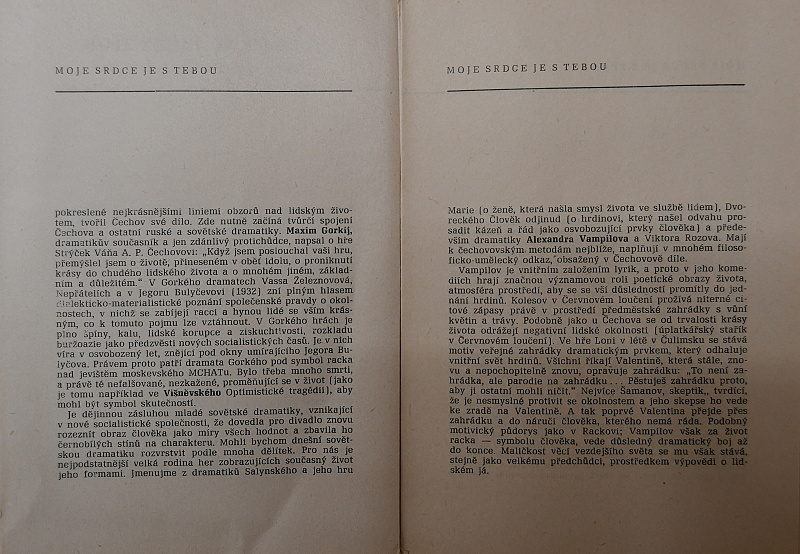 MOJE SRDCE JE S TEBOU
pokreslené nejkrásnějšími liniemi obzorů nad lidským živo-
tem, tvořil Čechov své dílo. Zde nutně začíná tvůrčí spojení
Čechova a ostatní ruské a sovětské dramatiky. Maxim Gorkij,
dramatikův současník a jen zdánlivý protichůdce, napsal o hře
Strýček Váňa A. P. Čechovovi: „Když jsem poslouchal vaši hru,
přemýšlel jsem o životě, přineseném v oběť idolu, o proniknutí
krásy do chudého lidského života a o mnohém jiném, základ-
ním a důležitém.“ V Gorkého dramatech Vassa Železnovová,
Nepřátelích a v Jegoru Bulyčevovi (1932) zní plným hlasem
dialekticko-materialistické poznání společenské pravdy o okol-
nostech, v nichž se zabíjejí racci a hynou lidé se vším krás-
ným, co k tomuto pojmu lze vztáhnout. V Gorkého hrách je
plno špíny, kalu, lidské korupce a ziskuchtivosti, rozkladu
buržoazie jako předzvěsti nových socialistických časů. Je v nich
víra v osvobozený let, znějící pod okny umírajícího Jegora Bu-
lyčova. Právem proto patří dramata Gorkého pod symbol racka
nad jevištěm moskevského MCHATu. Bylo třeba mnoho smrti,
a právě té nefalšované, nezkažené, proměňující se v život (jako
je tomu například ve Višněvského Optimistické tragédii), aby
mohl být symbol skutečností.
Je dějinnou zásluhou mladé sovětské dramatiky, vznikající
v nové socialistické společnosti, že dovedla pro divadlo znovu
rozeznít obraz člověka jako míry všech hodnot a zbavila ho
černobílých stínů na charakteru. Mohli bychom dnešní sovět-
skou dramatiku rozvrstvit podle mnoha dělítek. Pro nás je
nejpodstatnější velká rodina her zobrazujících současný život
jeho formami. Jmenujme z dramatiků Salynského a jeho hru
MOJE SRDCE JE S TEBOU
Marie (o ženě, která našla smysl života ve službě lidem), Dvo-
reckého Člověk odjinud (o hrdinovi, který našel odvahu pro-
sadit kázeň a řád jako osvobozující prvky člověka) a přede-
vším dramatiky Alexandra Vampilova a Viktora Rozova. Mají
k čechovovským metodám nejblíže, naplňují v mnohém filoso-
ficko-umělecký odkaz, obsažený v Čechovově díle.
Vampilov je vnitřním založením lyrik, a proto v jeho kome-
diích hrají značnou významovou roli poetické obrazy života,
atmosféra prostředí, aby se se vší důsledností promítly do jed-
nání hrdinů. Kolesov v Červnovém loučení prožívá niterné ci-
tové zápasy právě v prostředí předměstské zahrádky s vůní
květin a trávy. Podobně jako u Čechova se od trvalosti krásy
života odrážejí negativní lidské okolnosti (úplatkářský stařík
v Červnovém loučení). Ve hře Loni v létě v Čulimsku se stává
motiv veřejné zahrádky dramatickým prvkem, který odhaluje
vnitřní svět hrdinů. Všichni říkají Valentině, která stále, zno-
vu a nepochopitelně znovu, opravuje zahrádku: „To není za-
hrádka, ale parodie na zahrádku... Pěstuješ zahrádku proto,
aby ji ostatní mohli ničit.“ Nejvíce Šamanov, skeptik, tvrdící,
že je nesmyslné protivit se okolnostem a jeho skepse ho vede
ke zradě na Valentině. A tak poprvé Valentina přejde přes
zahrádku a do náručí člověka, kterého nemá ráda. Podobný
motivický půdorys jako v Rackovi; Vampilov však za život
racka — symbolu člověka, vede důsledný dramatický boj až
do konce. Maličkost věcí vezdejšího světa se mu však stává,
stejně jako velkému předchůdci, prostředkem výpovědi o lid-
ském já.